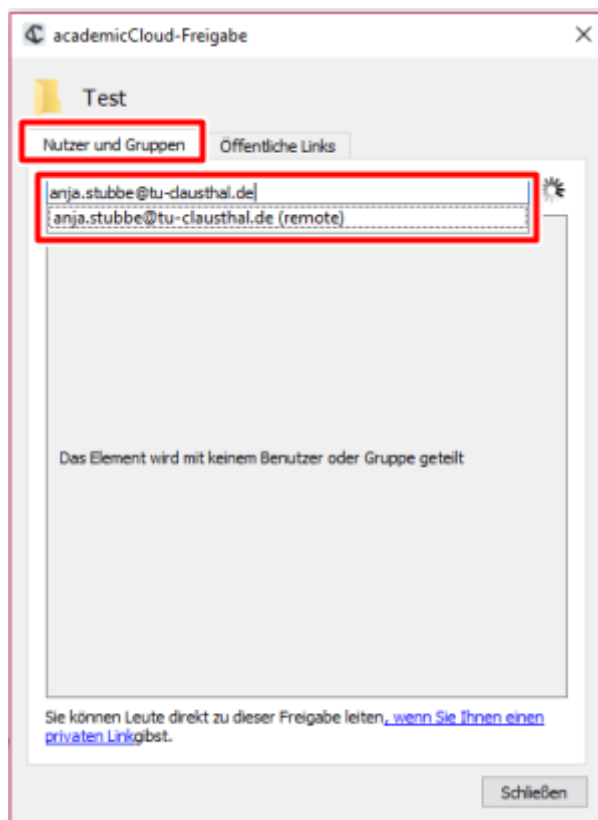 academicCloud-Freigabe
Test
Nutzer und Gruppen
Öffentliche Links
anja.stubbe@tu-clausthal.de
anja.stubbe@tu-clausthal.de (remote)
Das Element wird mit keinem Benutzer oder Gruppe geteilt
Sie können Leute direkt zu dieser Freigabe leiten, wenn Sie Ihnen einen
privaten Linkgibst.
Schließen